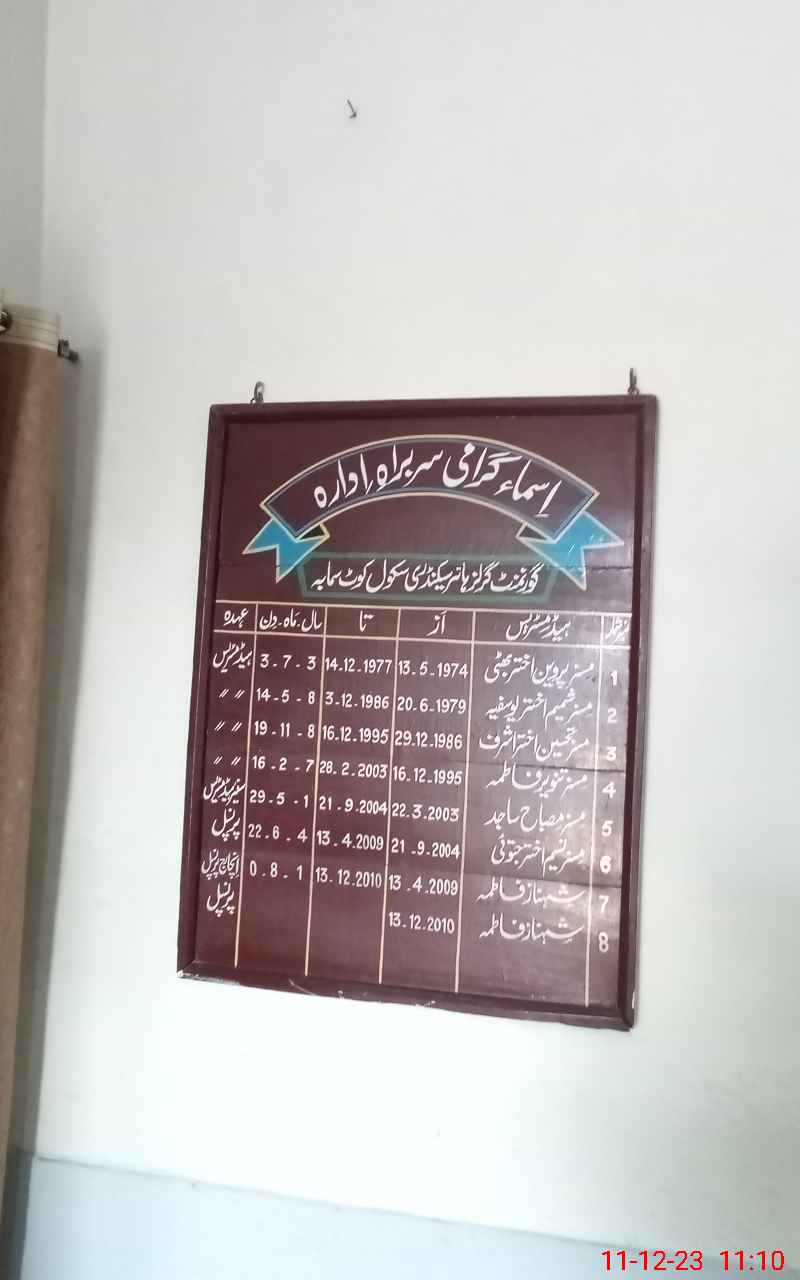 اسماء گرامی سربراہ ادارہ
گورنمنٹ گرلز ہائر سیکنڈری سکول کوٹ سمابہ
نمبر شمار ہیڈ مسٹریس از تا سال ۔ ماہ ۔ دن عہدہ
1 مسز پروین اختر بھٹی 13.5.1974 14.12.1977 3 - 7 - 3 ہیڈ مسٹریس
2 مسز شمیم اختر یوسفیہ 20.6.1979 3.12.1986 14 - 5 - 8 〃 〃
3 مسز تحسین اختر اشرف 29.12.1986 16.12.1995 19 - 11 - 8 〃 〃
4 مسز تنویر فاطمہ 16.12.1995 28.2.2003 16 - 2 - 7 〃 〃
5 مسز مصباح ساجد 22.3.2003 21.9.2004 29 - 5 - 1 سینئر ہیڈ مسٹریس
6 مسز نسیم اختر جتوئی 21.9.2004 13.4.2009 22 - 6 - 4 پرنسپل
7 شہناز فاطمہ 13.4.2009 13.12.2010 0 - 8 - 1 انچارج پرنسپل
8 شہناز فاطمہ 13.12.2010 پرنسپل
11-12-23 11:10